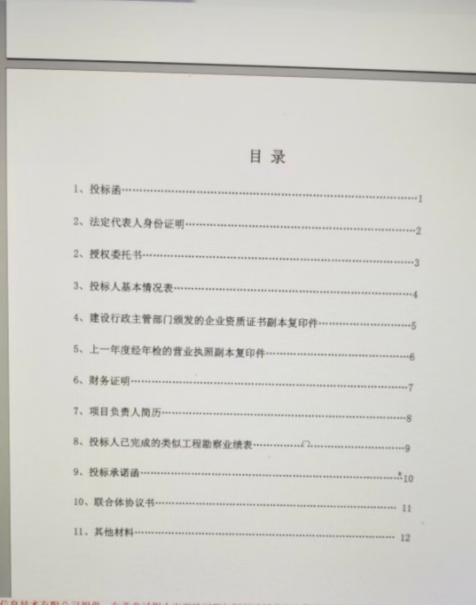 目 录
1、投标函……………………………………………………1
2、法定代表人身份证明……………………………………2
2、授权委托书………………………………………………3
3、投标人基本情况表………………………………………4
4、建设行政主管部门颁发的企业资质证书副本复印件……5
5、上一年度经年检的营业执照副本复印件………………6
6、财务证明…………………………………………………7
7、项目负责人简历…………………………………………8
8、投标人已完成的类似工程勘察业绩表…………………9
9、投标承诺函………………………………………………10
10、联合体协议书…………………………………………… 11
11、其他材料………………………………………………… 12